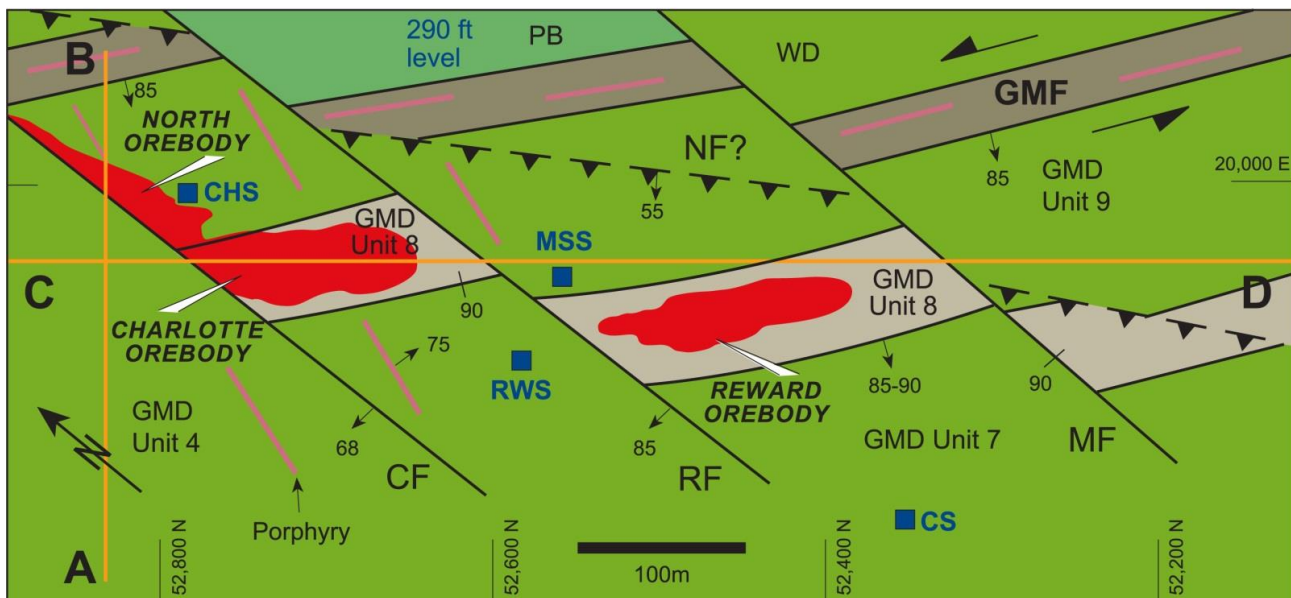 290 ft
level
PB
WD
B
85
NORTH
OREBODY
GMF
NF?
85
GMD
Unit 9
20,000 E
CHS
55
GMD
Unit 8
MSS
C
90
GMD
Unit 8
D
CHARLOTTE
OREBODY
75
RWS
REWARD
OREBODY
85-90
90
GMD
Unit 4
68
85
GMD Unit 7
MF
N
CF
RF
Porphyry
CS
A
52,800 N
52,600 N
100m
52,400 N
52,200 N